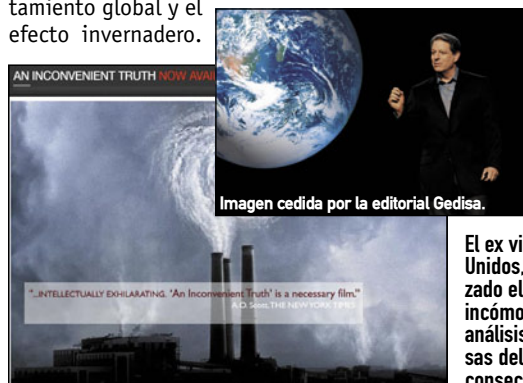 tamiento global y el
efecto invernadero.
AN INCONVENIENT TRUTH NOW AVAI
Imagen cedida por la editorial Gedisa.
"...INTELLECTUALLY EXHILARATING. 'An Inconvenient Truth' is a necessary film."
A.O. Scott, THE NEW YORK TIMES
El ex vi
Unidos,
zado el
incómo
análisis
sas del
consec